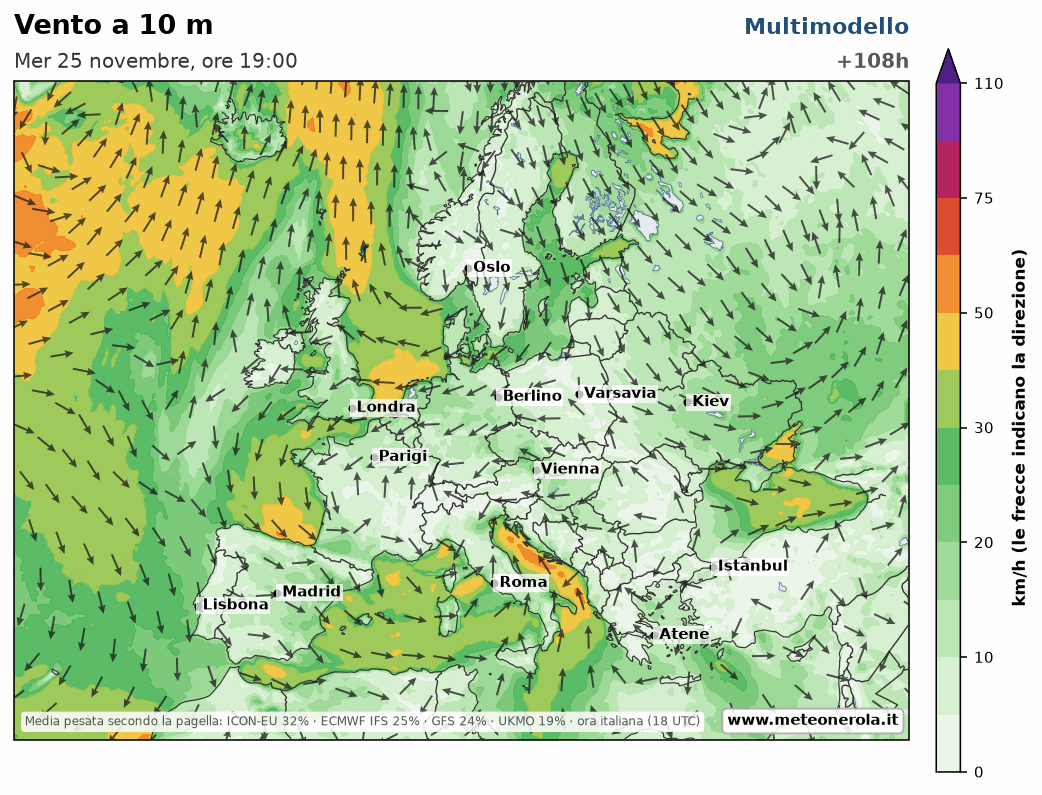 Vento a 10 m
Multimodello
Mer 25 novembre, ore 19:00
+108h
110
75
50
30
20
10
0
km/h (le frecce indicano la direzione)
Oslo
Londra
Berlino
Varsavia
Kiev
Parigi
Vienna
Istanbul
Roma
Madrid
Lisbona
Atene
Media pesata secondo la pagella: ICON-EU 32% · ECMWF IFS 25% · GFS 24% · UKMO 19% · ora italiana (18 UTC)
www.meteonerola.it